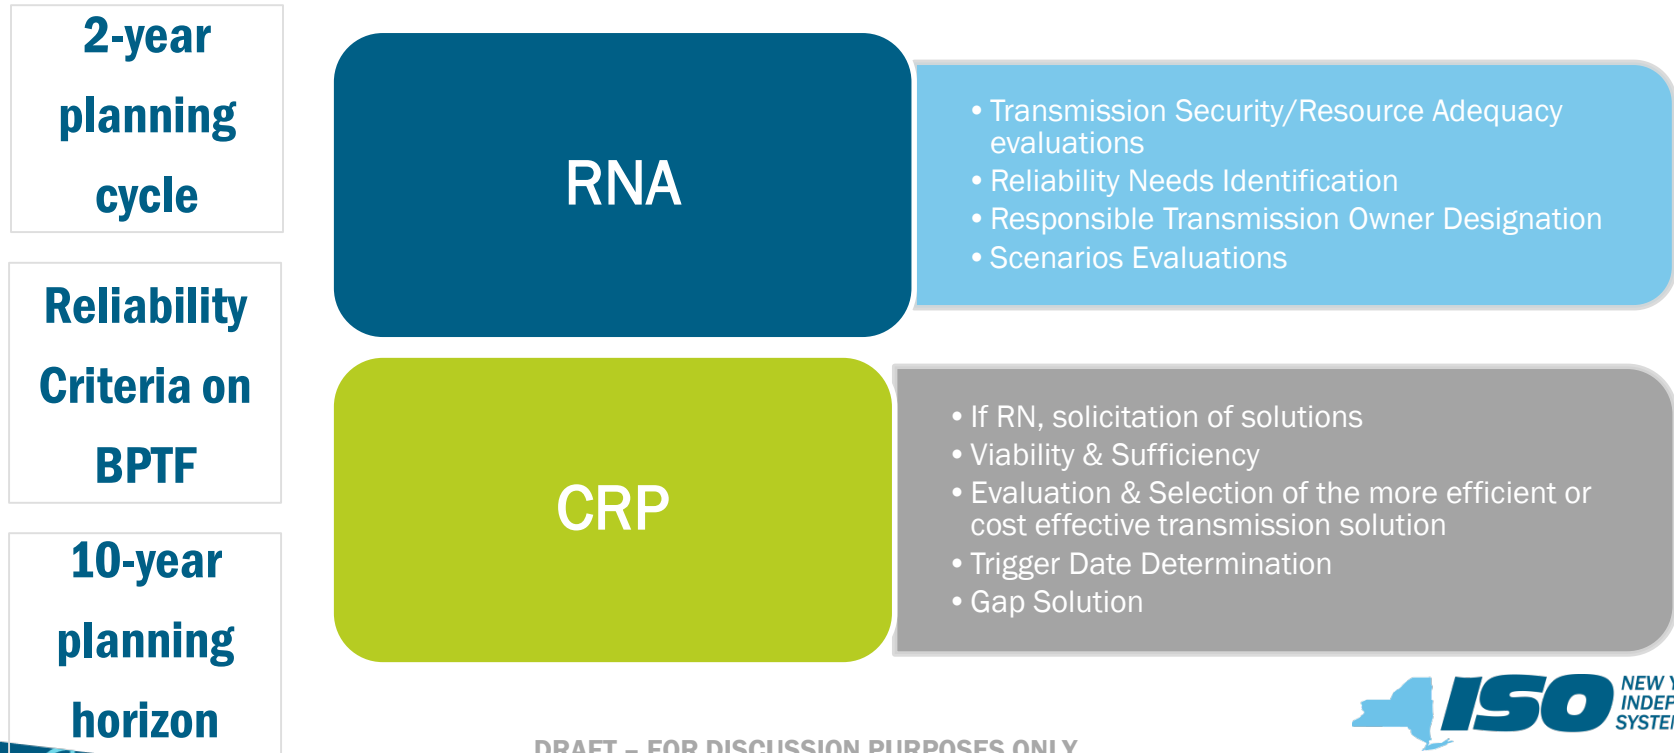 2-year
planning
cycle
Reliability
Criteria on
BPTF
10-year
planning
horizon
RNA
• Transmission Security/Resource Adequacy
evaluations
• Reliability Needs Identification
• Responsible Transmission Owner Designation
• Scenarios Evaluations
CRP
• If RN, solicitation of solutions
• Viability & Sufficiency
• Evaluation & Selection of the more efficient or
cost effective transmission solution
• Trigger Date Determination
• Gap Solution
DRAFT – FOR DISCUSSION PURPOSES ONLY
ISO
NEW Y
INDEP
SYSTEM